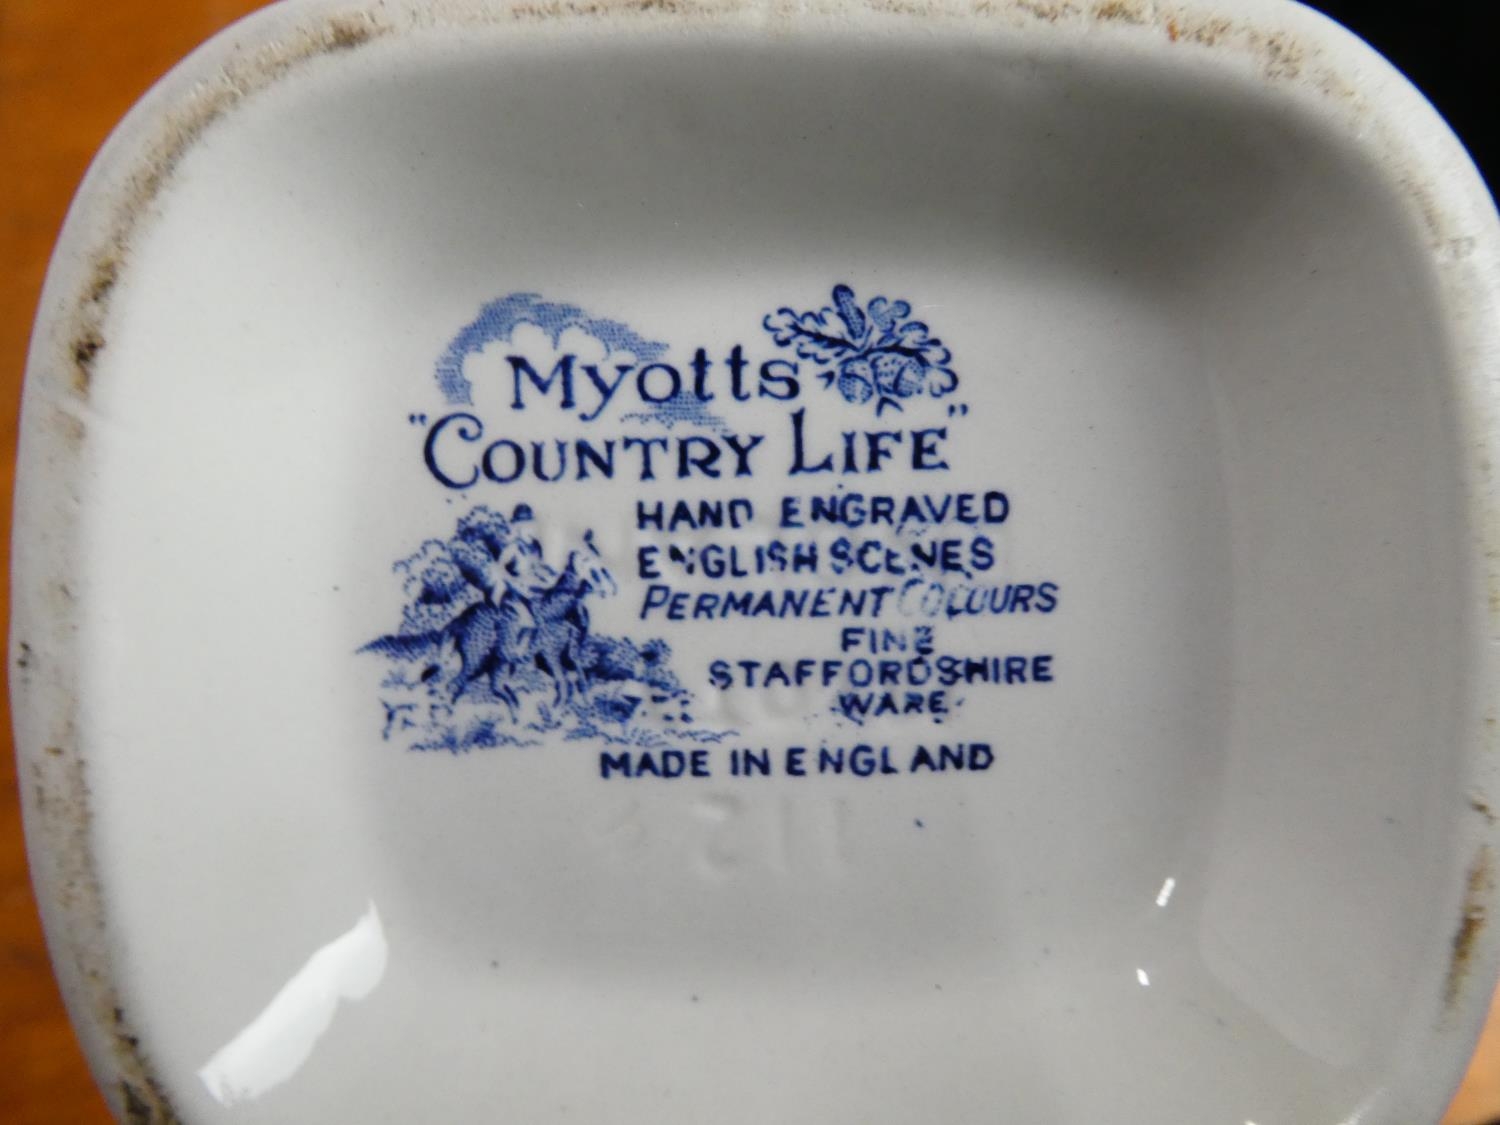 Myotts
"COUNTRY LIFE"
HAND ENGRAVED
ENGLISH SCENES
PERMANENT COLOURS
FINE
STAFFORDSHIRE
WARE
MADE IN ENGLAND